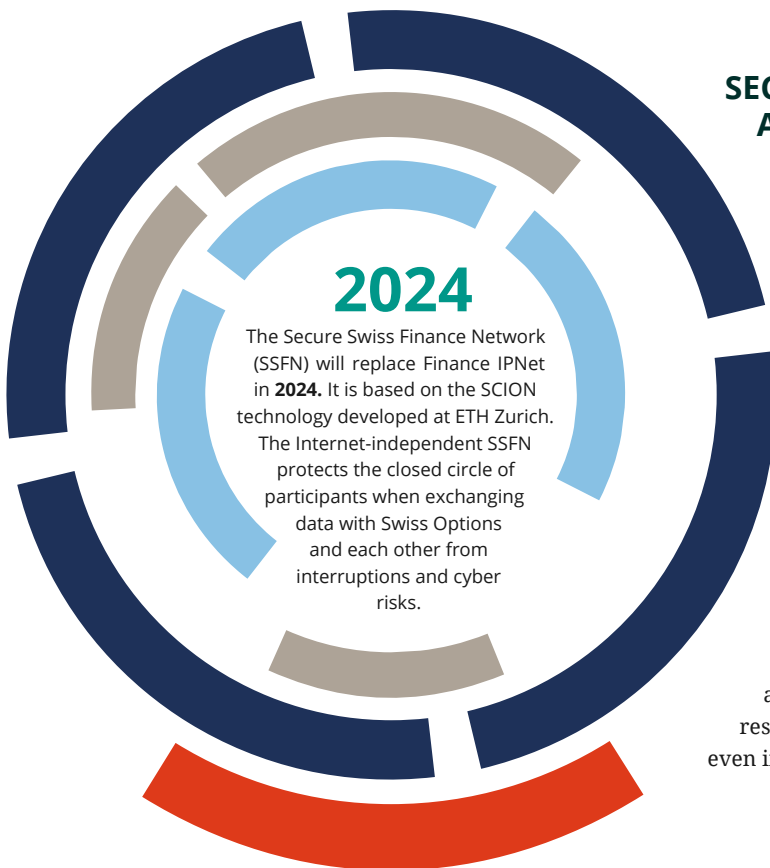 2024
The Secure Swiss Finance Network
(SSFN) will replace Finance IPNet
in 2024. It is based on the SCION
technology developed at ETH Zurich.
The Internet-independent SSFN
protects the closed circle of
participants when exchanging
data with Swiss Options
and each other from
interruptions and cyber
risks.
even